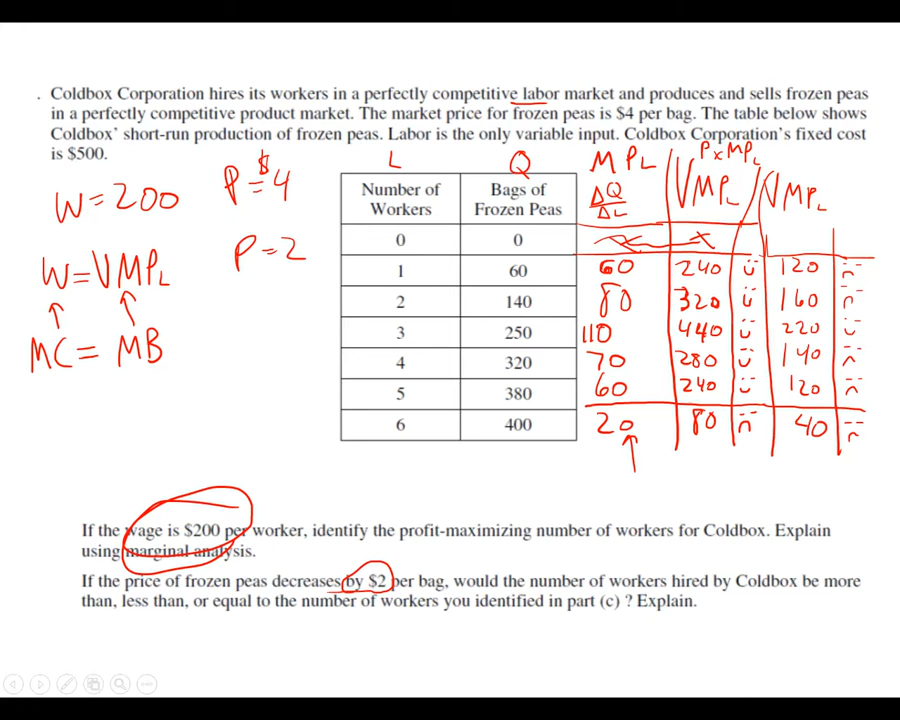 . Coldbox Corporation hires its workers in a perfectly competitive labor market and produces and sells frozen peas
in a perfectly competitive product market. The market price for frozen peas is $4 per bag. The table below shows
Coldbox' short-run production of frozen peas. Labor is the only variable input. Coldbox Corporation's fixed cost
is $500.
W=200
P=$4
P=2
W=VMPL
MC=MB
L Q MPL VMPL VMPL
P×MPL
ΔQ
ΔL
Number of Workers
Bags of Frozen Peas
0 0 x
1 60 60 240 120
2 140 80 320 160
3 250 110 440 220
4 320 70 280 140
5 380 60 240 120
6 400 20 80 40
If the wage is $200 per worker, identify the profit-maximizing number of workers for Coldbox. Explain
using marginal analysis.
If the price of frozen peas decreases by $2 per bag, would the number of workers hired by Coldbox be more
than, less than, or equal to the number of workers you identified in part (c) ? Explain.